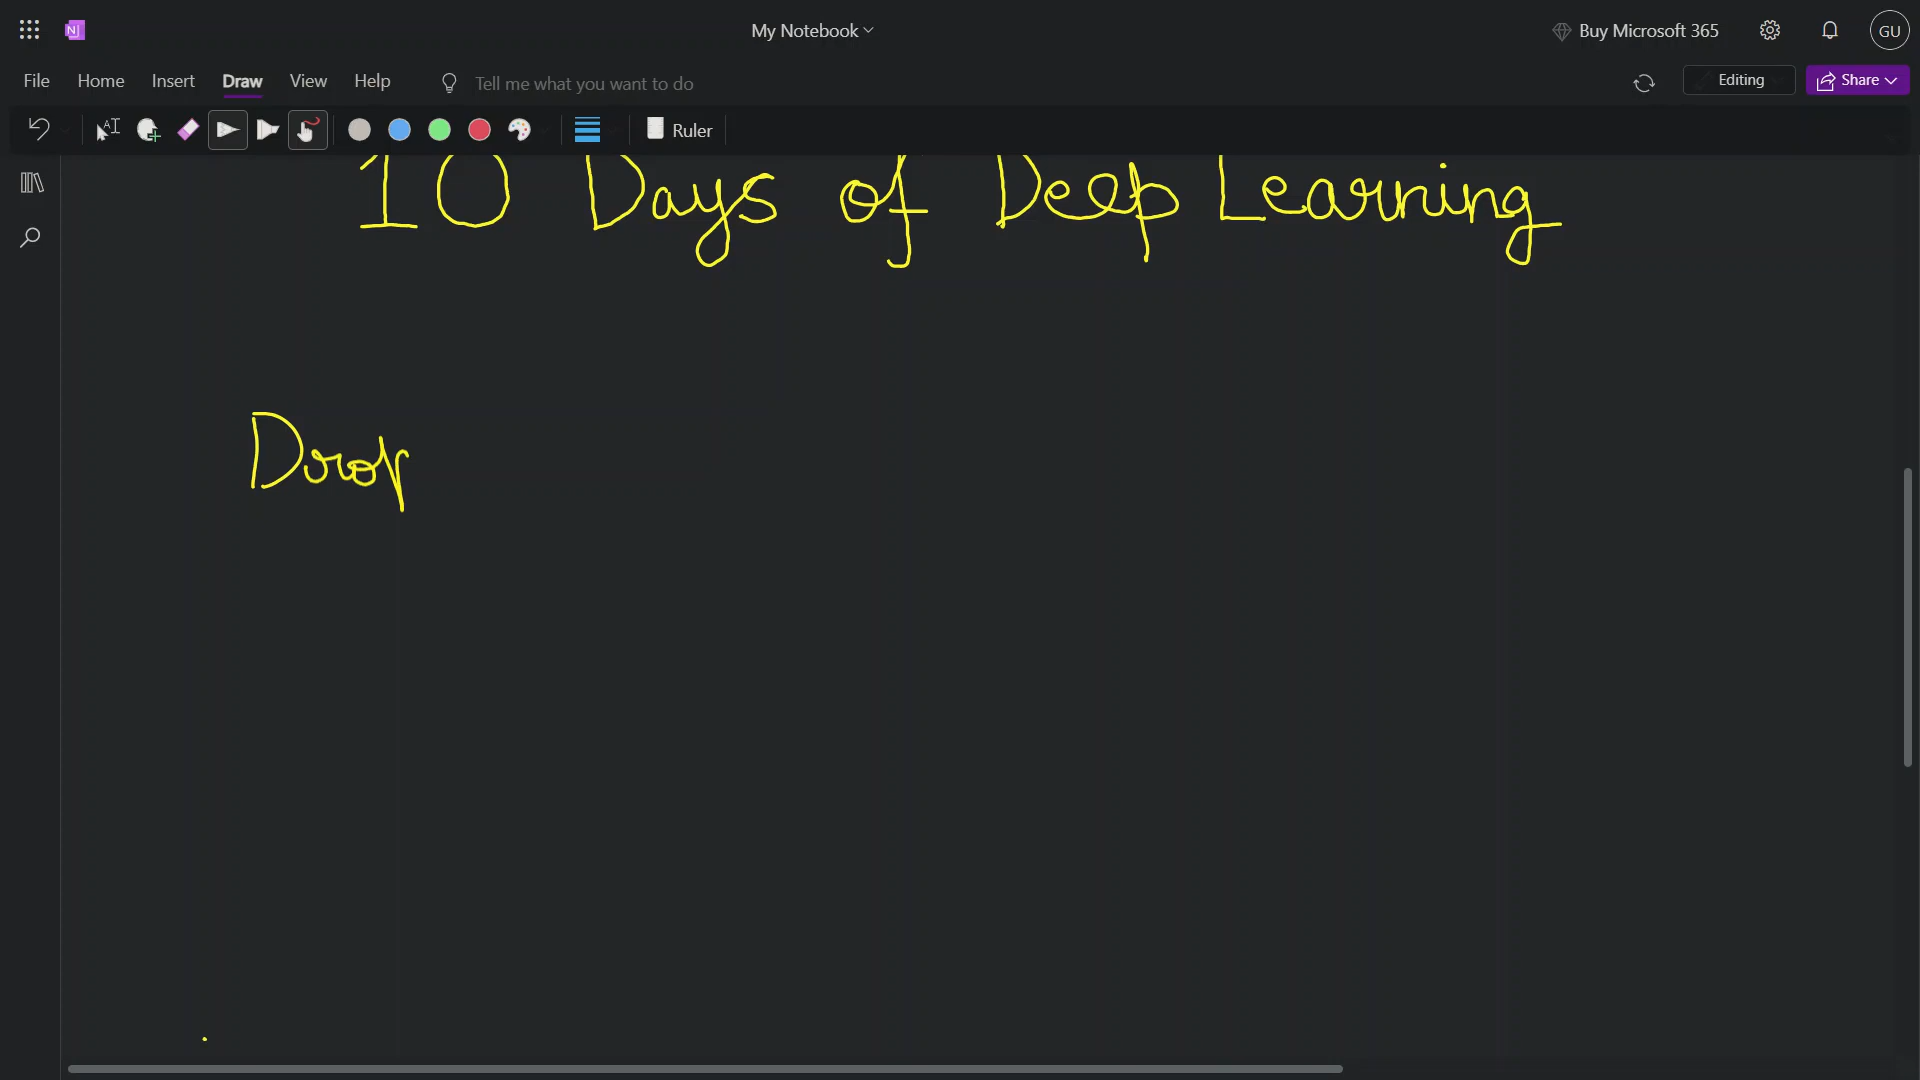 My Notebook
Buy Microsoft 365
GU
File Home Insert Draw View Help
Tell me what you want to do
Editing
Share
Ruler
10 Days of Deep Learning
Drop